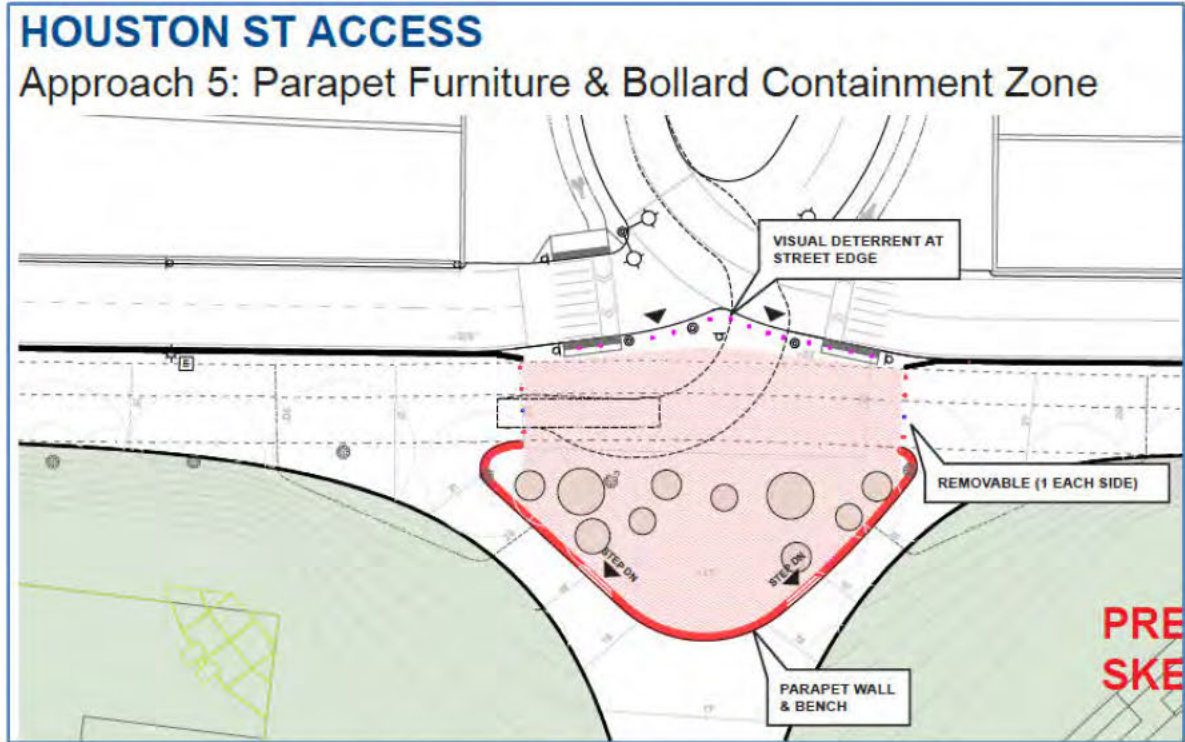 HOUSTON ST ACCESS
Approach 5: Parapet Furniture & Bollard Containment Zone
VISUAL DETERRENT AT
STREET EDGE
E
REMOVABLE (1 EACH SIDE)
STEP DN
STEP DN
PARAPET WALL
& BENCH
PRE
SKE